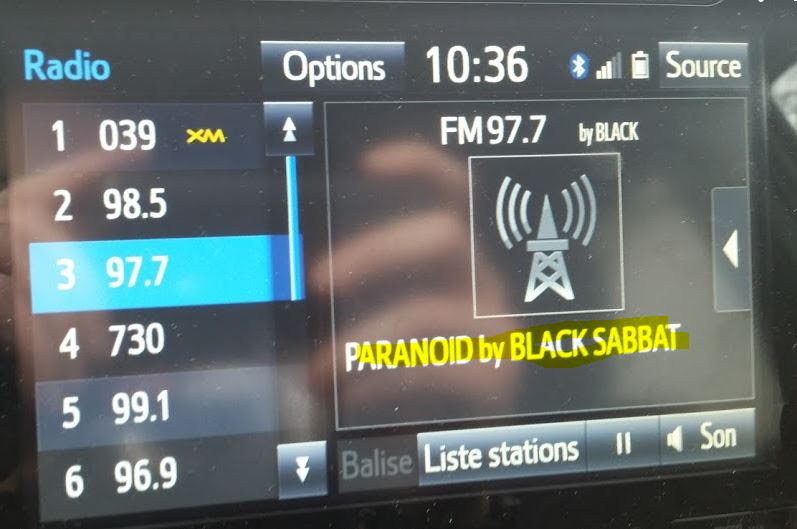 Radio
Options
10:36
Source
1 039 XM
2 98.5
3 97.7
4 730
5 99.1
6 96.9
FM 97.7 by BLACK
PARANOID by BLACK SABBAT
Balise
Liste stations
Son